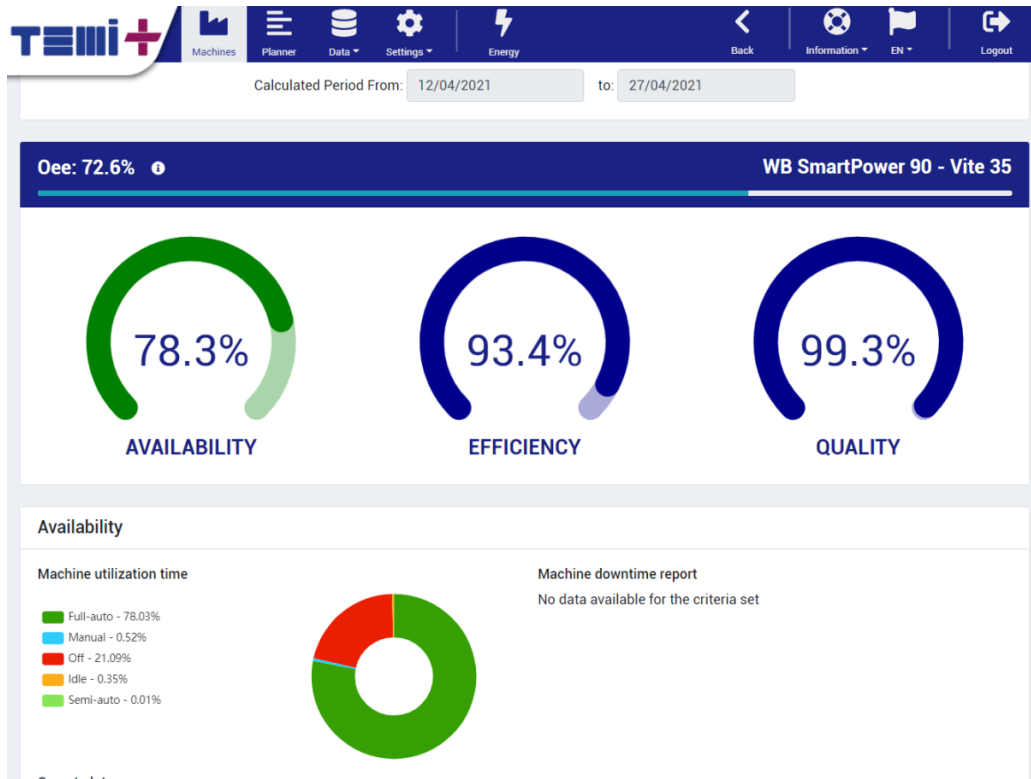 TEMI+
Machines Planner Data Settings Energy Back Information EN Logout
Calculated Period From: 12/04/2021 to: 27/04/2021
Oee: 72.6% WB SmartPower 90 - Vite 35
78.3% 93.4% 99.3%
AVAILABILITY EFFICIENCY QUALITY
Availability
Machine utilization time
Full-auto - 78.03%
Manual - 0.52%
Off - 21.09%
Idle - 0.35%
Semi-auto - 0.01%
Machine downtime report
No data available for the criteria set